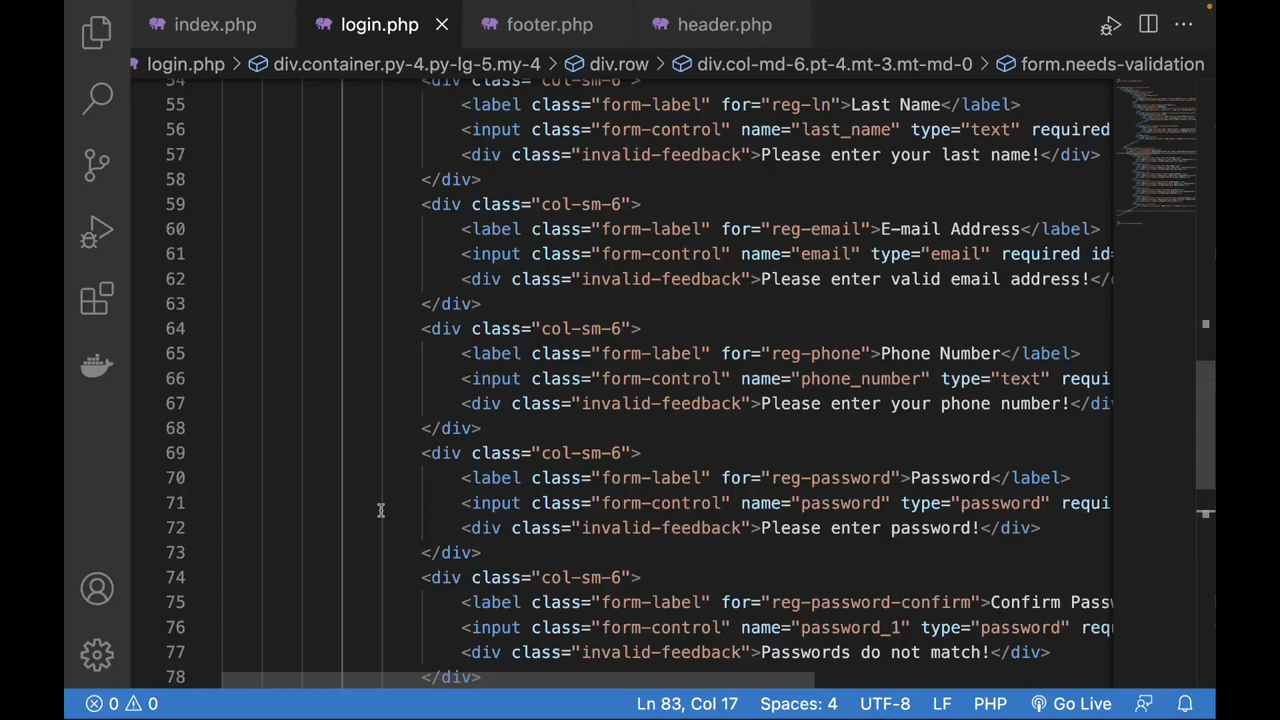 index.php
login.php
footer.php
header.php
login.php > div.container.py-4.py-lg-5.my-4 > div.row > div.col-md-6.pt-4.mt-3.mt-md-0 > form.needs-validation
54 <div class="col-sm-6">
55 <label class="form-label" for="reg-ln">Last Name</label>
56 <input class="form-control" name="last_name" type="text" required
57 <div class="invalid-feedback">Please enter your last name!</div>
58 </div>
59 <div class="col-sm-6">
60 <label class="form-label" for="reg-email">E-mail Address</label>
61 <input class="form-control" name="email" type="email" required id=
62 <div class="invalid-feedback">Please enter valid email address!</
63 </div>
64 <div class="col-sm-6">
65 <label class="form-label" for="reg-phone">Phone Number</label>
66 <input class="form-control" name="phone_number" type="text" requi
67 <div class="invalid-feedback">Please enter your phone number!</di
68 </div>
69 <div class="col-sm-6">
70 <label class="form-label" for="reg-password">Password</label>
71 <input class="form-control" name="password" type="password" requi
72 <div class="invalid-feedback">Please enter password!</div>
73 </div>
74 <div class="col-sm-6">
75 <label class="form-label" for="reg-password-confirm">Confirm Pass
76 <input class="form-control" name="password_1" type="password" req
77 <div class="invalid-feedback">Passwords do not match!</div>
78 </div>
0 0 Ln 83, Col 17 Spaces: 4 UTF-8 LF PHP Go Live